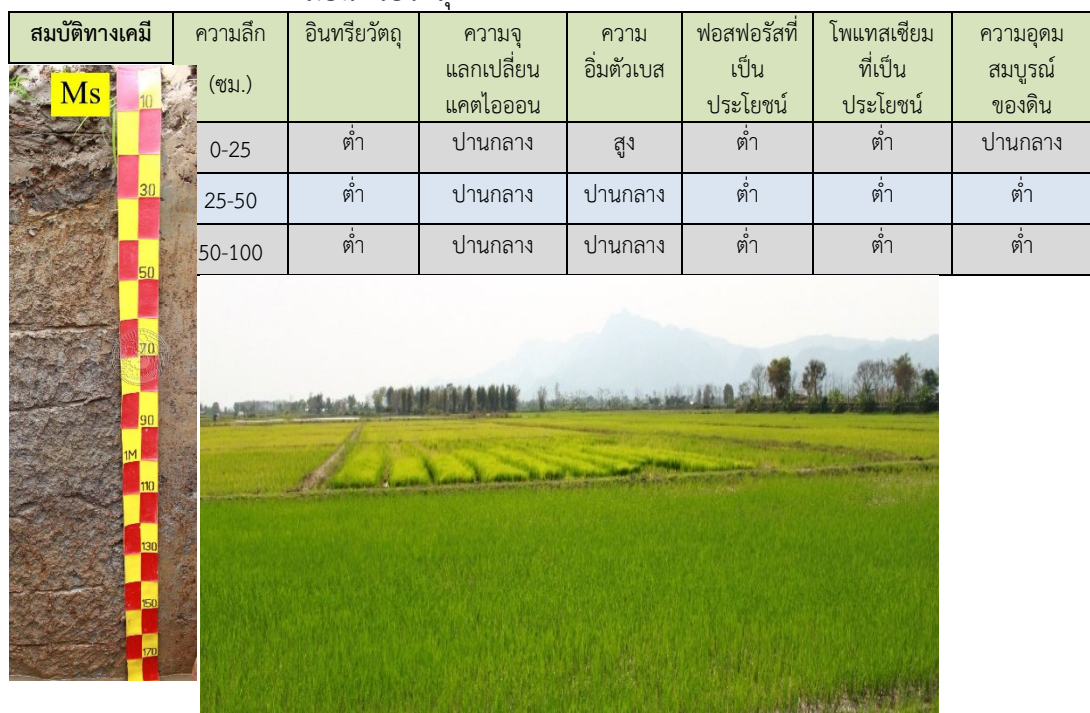 สมบัติทางเคมี ความลึก (ซม.) อินทรียวัตถุ ความจุแลกเปลี่ยนแคตไอออน ความอิ่มตัวเบส ฟอสฟอรัสที่เป็นประโยชน์ โพแทสเซียมที่เป็นประโยชน์ ความอุดมสมบูรณ์ของดิน
0-25 ต่ำ ปานกลาง สูง ต่ำ ต่ำ ปานกลาง
25-50 ต่ำ ปานกลาง ปานกลาง ต่ำ ต่ำ ต่ำ
50-100 ต่ำ ปานกลาง ปานกลาง ต่ำ ต่ำ ต่ำ
Ms
10
30
50
70
90
1M
110
130
150
170